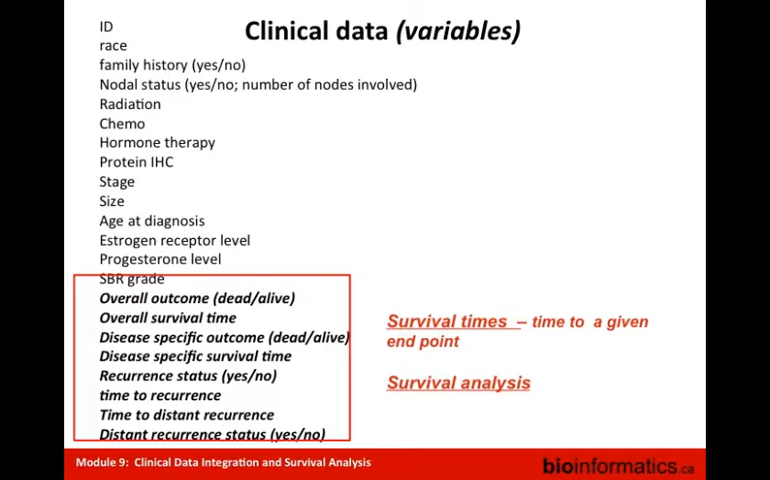 Clinical data (variables)
ID
race
family history (yes/no)
Nodal status (yes/no; number of nodes involved)
Radiation
Chemo
Hormone therapy
Protein IHC
Stage
Size
Age at diagnosis
Estrogen receptor level
Progesterone level
SBR grade
Overall outcome (dead/alive)
Overall survival time
Disease specific outcome (dead/alive)
Disease specific survival time
Recurrence status (yes/no)
time to recurrence
Time to distant recurrence
Distant recurrence status (yes/no)
Survival times – time to a given
end point
Survival analysis
Module 9: Clinical Data Integration and Survival Analysis
bioinformatics.ca